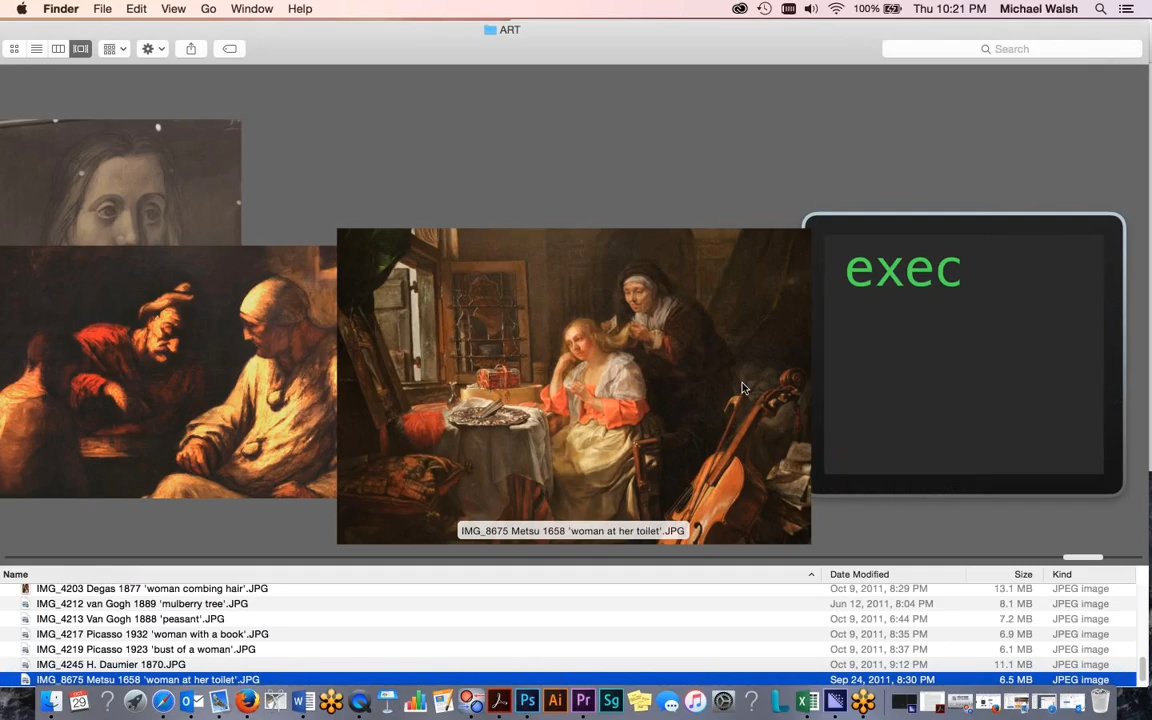 Finder File Edit View Go Window Help 100% Thu 10:21 PM Michael Walsh
ART
Search
exec
IMG_8675 Metsu 1658 'woman at her toilet'.JPG
Name Date Modified Size Kind
IMG_4203 Degas 1877 'woman combing hair'.JPG Oct 9, 2011, 8:29 PM 13.1 MB JPEG image
IMG_4212 van Gogh 1889 'mulberry tree'.JPG Jun 12, 2011, 8:04 PM 8.1 MB JPEG image
IMG_4213 Van Gogh 1888 'peasant'.JPG Oct 9, 2011, 6:44 PM 7.2 MB JPEG image
IMG_4217 Picasso 1932 'woman with a book'.JPG Oct 9, 2011, 8:35 PM 6.9 MB JPEG image
IMG_4219 Picasso 1923 'bust of a woman'.JPG Oct 9, 2011, 8:37 PM 6.1 MB JPEG image
IMG_4245 H. Daumier 1870.JPG Oct 9, 2011, 9:12 PM 11.1 MB JPEG image
IMG_8675 Metsu 1658 'woman at her toilet'.JPG Sep 24, 2011, 8:30 PM 6.5 MB JPEG image
29 ? Ps Ai Pr Sg ?